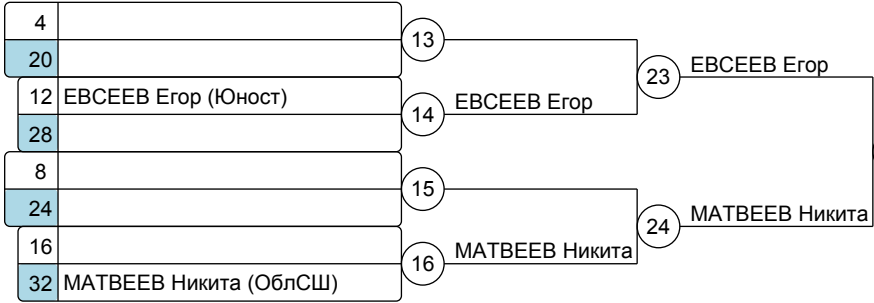 4
13
20
23 ЕВСЕЕВ Егор
12 ЕВСЕЕВ Егор (Юност)
14 ЕВСЕЕВ Егор
28
8
15
24
24 МАТВЕЕВ Никита
16
16 МАТВЕЕВ Никита
32 МАТВЕЕВ Никита (ОблСШ)